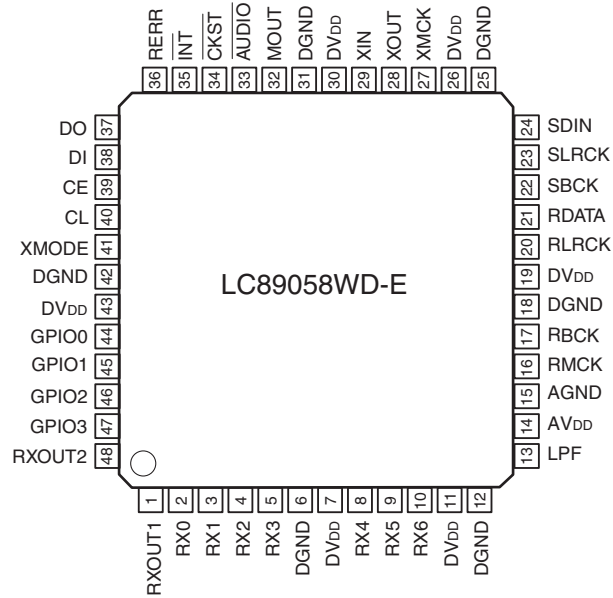 RERR
I̅N̅T̅
C̅K̅S̅T̅
A̅U̅D̅I̅O̅
MOUT
DGND
DVDD
XIN
XOUT
XMCK
DVDD
DGND
36 35 34 33 32 31 30 29 28 27 26 25
DO 37
DI 38
CE 39
CL 40
XMODE 41
DGND 42
DVDD 43
GPIO0 44
GPIO1 45
GPIO2 46
GPIO3 47
RXOUT2 48
LC89058WD-E
24 SDIN
23 SLRCK
22 SBCK
21 RDATA
20 RLRCK
19 DVDD
18 DGND
17 RBCK
16 RMCK
15 AGND
14 AVDD
13 LPF
1 2 3 4 5 6 7 8 9 10 11 12
RXOUT1
RX0
RX1
RX2
RX3
DGND
DVDD
RX4
RX5
RX6
DVDD
DGND